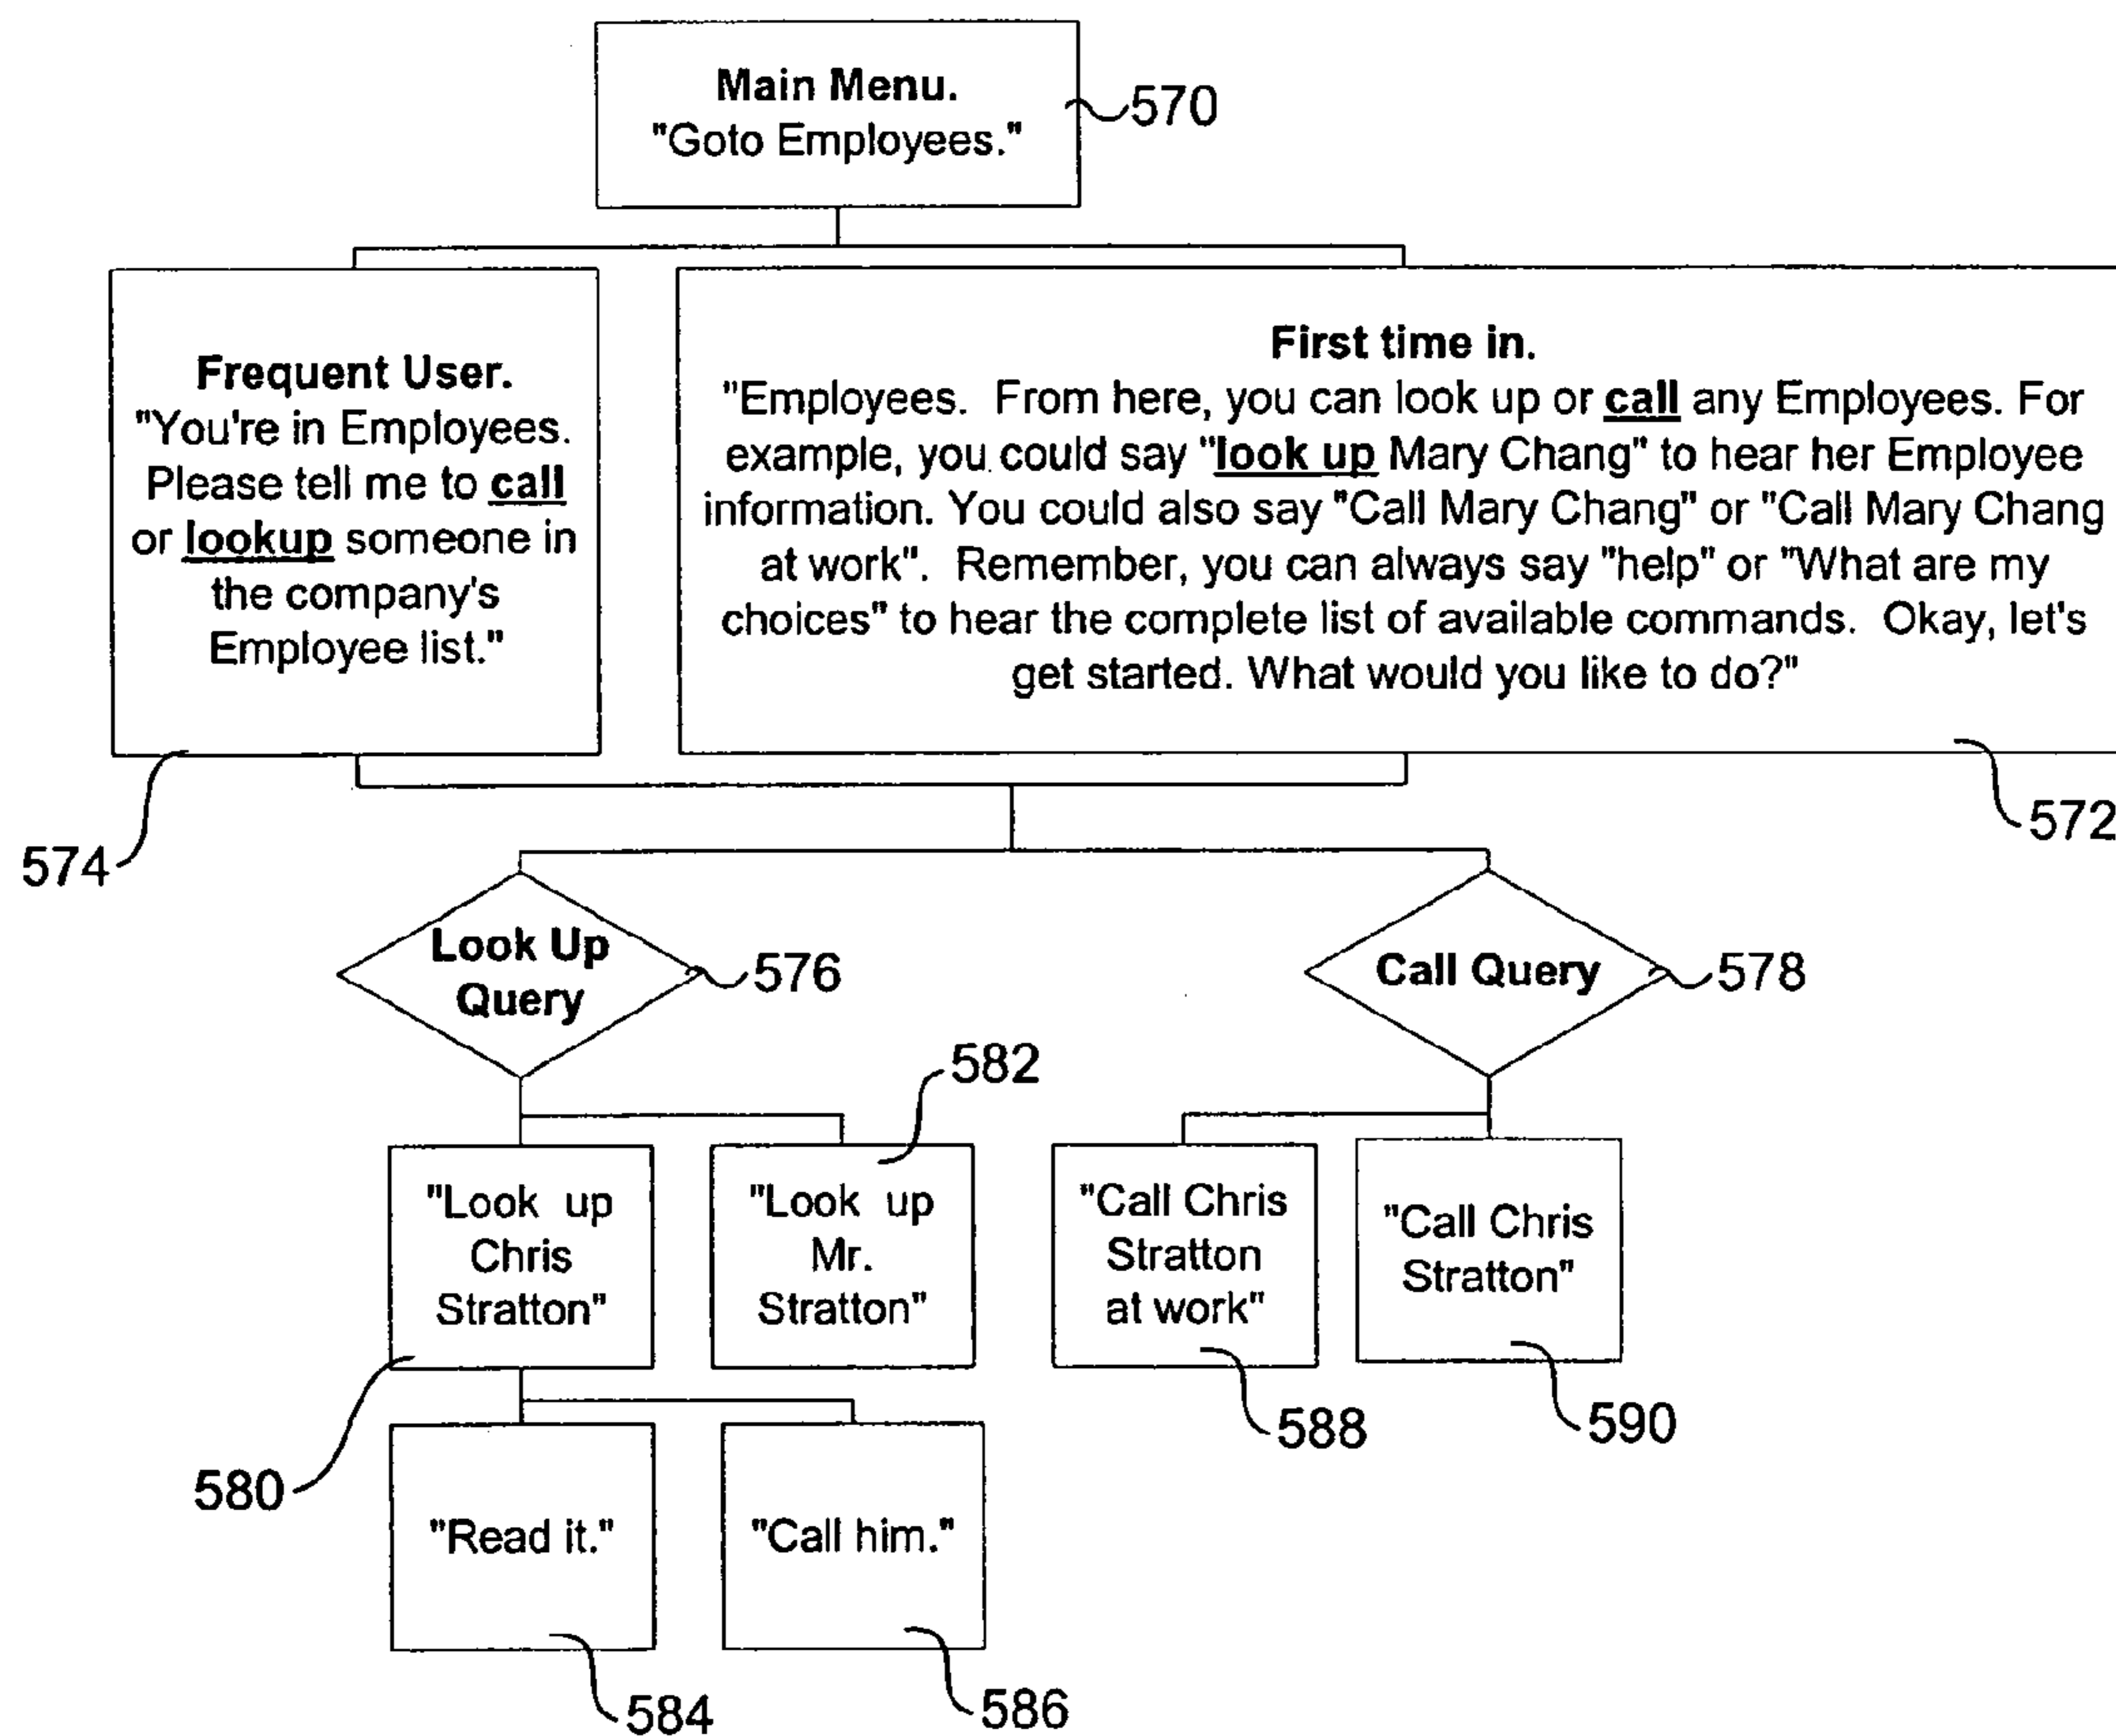 Main Menu.
"Goto Employees."
570
Frequent User.
"You're in Employees.
Please tell me to call
or lookup someone in
the company's
Employee list."
574
First time in.
"Employees.  From here, you can look up or call any Employees. For
example, you could say "look up Mary Chang" to hear her Employee
information. You could also say "Call Mary Chang" or "Call Mary Chang
at work".  Remember, you can always say "help" or "What are my
choices" to hear the complete list of available commands.  Okay, let's
get started. What would you like to do?"
572
Look Up
Query
576
Call Query
578
582
"Look  up
Chris
Stratton"
580
"Look  up
Mr.
Stratton"
"Call Chris
Stratton
at work"
588
"Call Chris
Stratton"
590
"Read it."
584
"Call him."
586